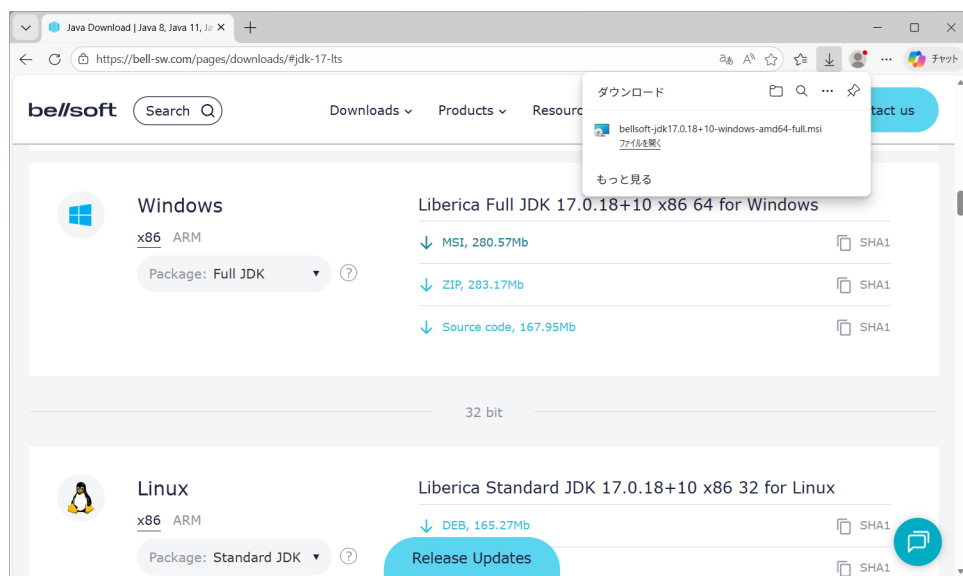 Java Download | Java 8, Java 11, Ja
https://bell-sw.com/pages/downloads/#jdk-17-lts
チャット
bellsoft
Search
Downloads
Products
Resourc
tact us
ダウンロード
bellsoft-jdk17.0.18+10-windows-amd64-full.msi
ファイルを開く
もっと見る
Windows
x86 ARM
Package: Full JDK
?
Liberica Full JDK 17.0.18+10 x86 64 for Windows
MSI, 280.57Mb
SHA1
ZIP, 283.17Mb
SHA1
Source code, 167.95Mb
SHA1
32 bit
Linux
x86 ARM
Package: Standard JDK
?
Liberica Standard JDK 17.0.18+10 x86 32 for Linux
DEB, 165.27Mb
SHA1
SHA1
Release Updates